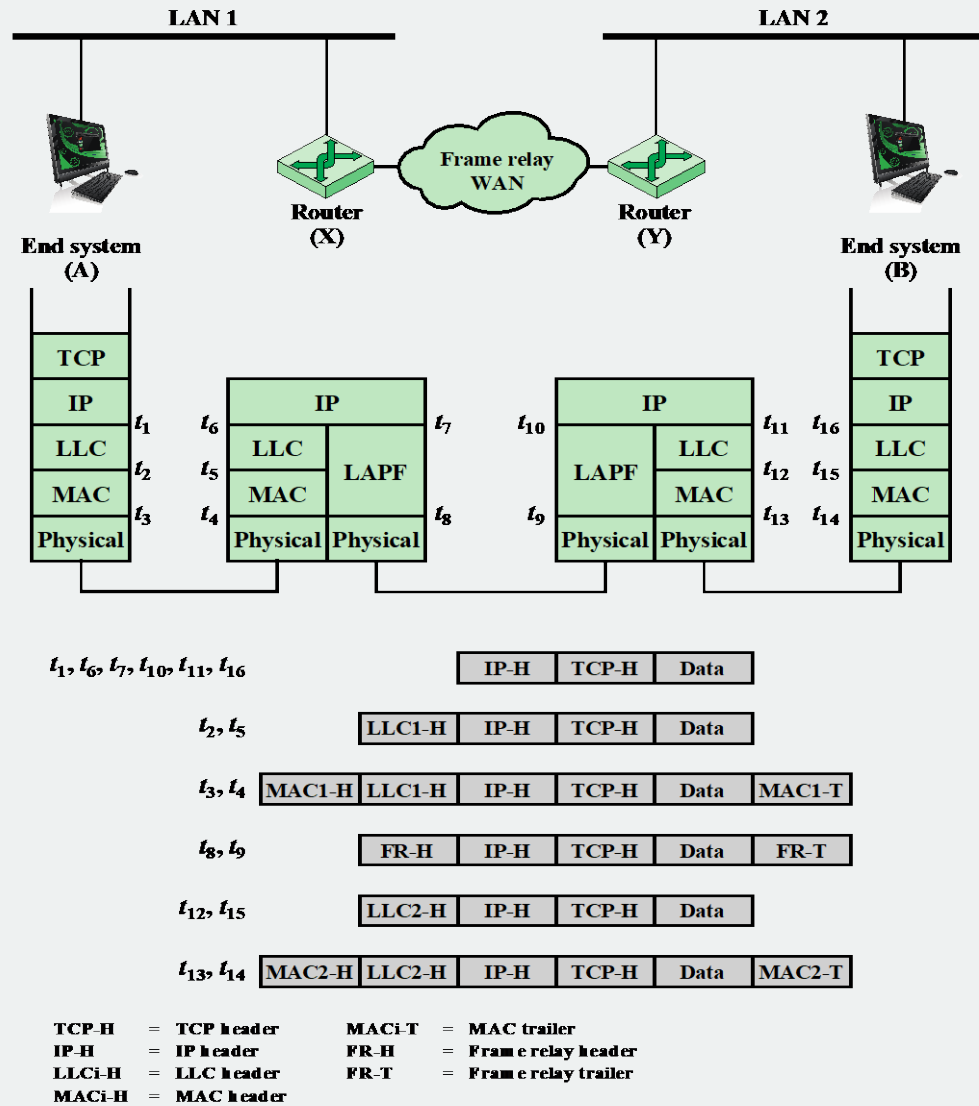 LAN 1 LAN 2
Frame relay
WAN
Router
(X)
Router
(Y)
End system
(A)
End system
(B)
TCP TCP
IP IP IP IP
t1 t6 t7 t10 t11 t16
LLC LLC LAPF LAPF LLC LLC
t2 t5 t12 t15
MAC MAC MAC MAC
t3 t4 t8 t9 t13 t14
Physical Physical Physical Physical Physical Physical
t1, t6, t7, t10, t11, t16 IP-H TCP-H Data
t2, t5 LLC1-H IP-H TCP-H Data
t3, t4 MAC1-H LLC1-H IP-H TCP-H Data MAC1-T
t8, t9 FR-H IP-H TCP-H Data FR-T
t12, t15 LLC2-H IP-H TCP-H Data
t13, t14 MAC2-H LLC2-H IP-H TCP-H Data MAC2-T
TCP-H = TCP header MACi-T = MAC trailer
IP-H = IP header FR-H = Frame relay header
LLCi-H = LLC header FR-T = Frame relay trailer
MACi-H = MAC header